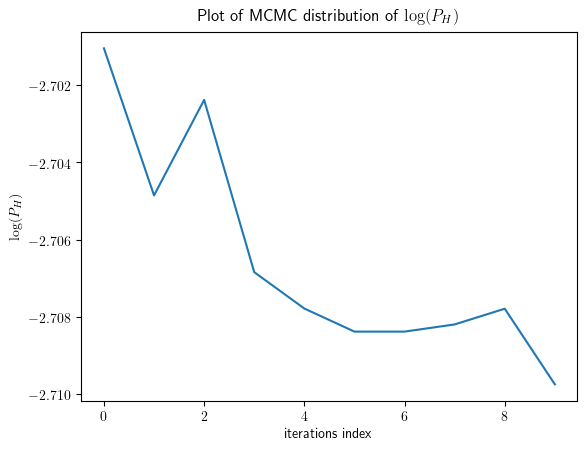 Plot of MCMC distribution of log(P_H)
−2.702
−2.704
−2.706
−2.708
−2.710
log(P_H)
0 2 4 6 8
iterations index